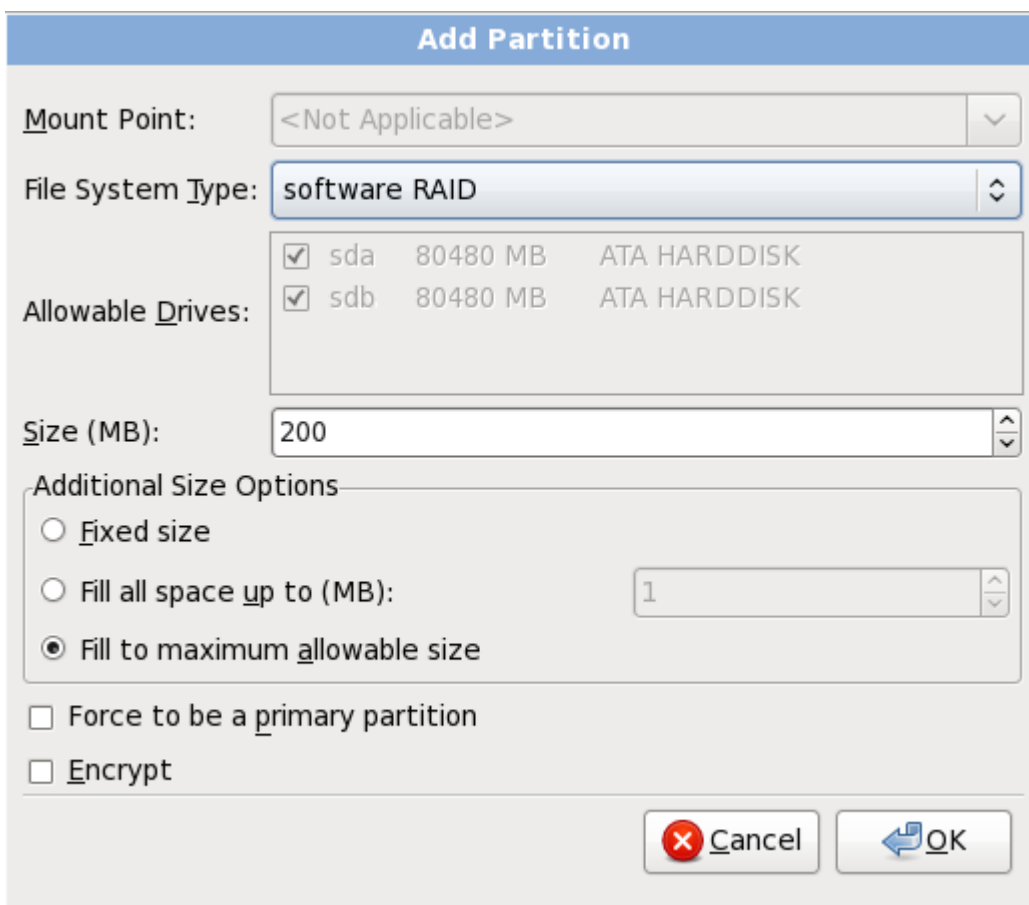 Add Partition
Mount Point: <Not Applicable>
File System Type: software RAID
sda 80480 MB ATA HARDDISK
sdb 80480 MB ATA HARDDISK
Allowable Drives:
Size (MB): 200
Additional Size Options
Fixed size
Fill all space up to (MB): 1
Fill to maximum allowable size
Force to be a primary partition
Encrypt
Cancel OK